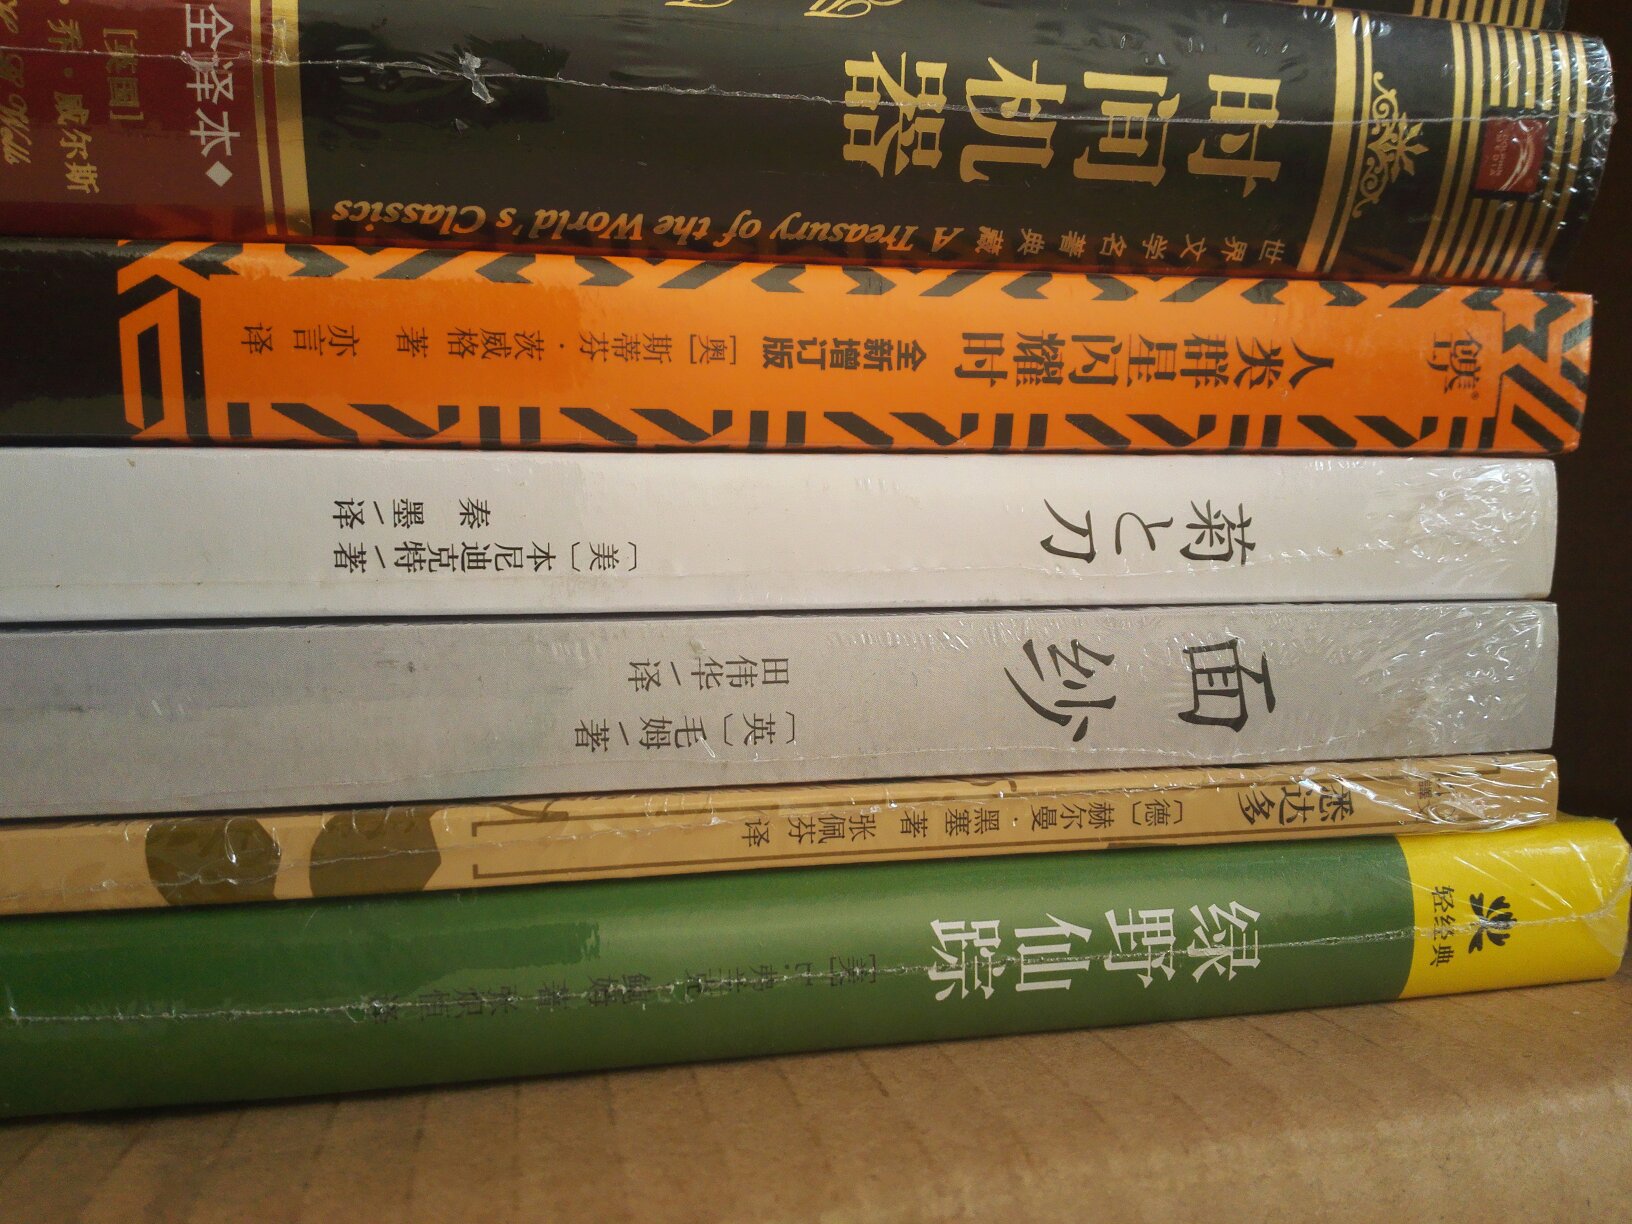 时间机器
世界文学名著典藏 A Treasury of the World's Classics
全译本◆
[英国]
乔·威尔斯
人类群星闪耀时
全新增订版
[奥] 斯蒂芬·茨威格 著
亦言 译
菊与刀
〔美〕本尼迪克特一著
秦墨一译
面纱
〔英〕毛姆一著
田伟华一译
悉达多
[德] 赫尔曼·黑塞 著 张佩芬 译
轻经典
绿野仙踪